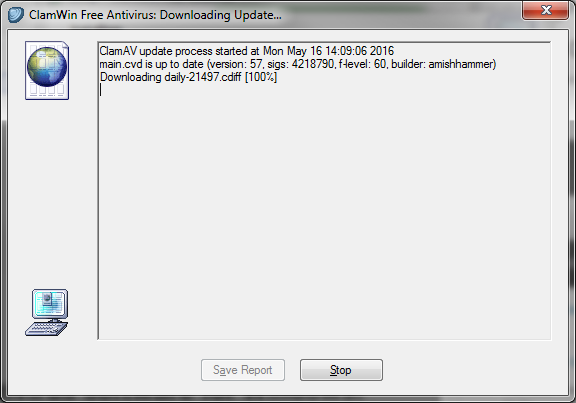 ClamWin Free Antivirus: Downloading Update...
ClamAV update process started at Mon May 16 14:09:06 2016
main.cvd is up to date (version: 57, sigs: 4218790, f-level: 60, builder: amishhammer)
Downloading daily-21497.cdiff [100%]
Save Report
Stop